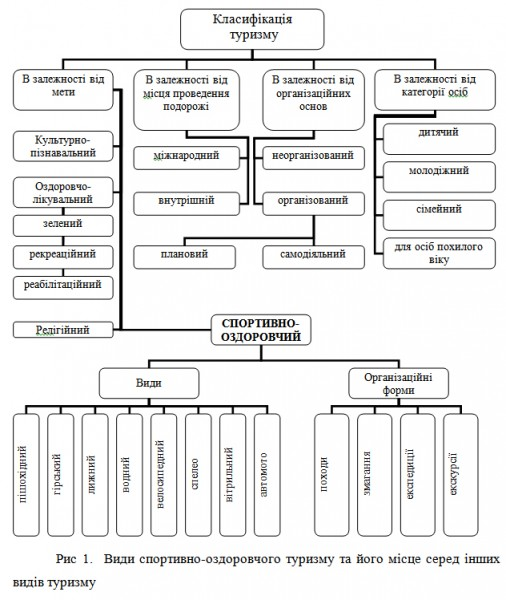 Класифікація
туризму
В залежності від
мети
В залежності від
місця проведення
подорожі
В залежності від
організаційних
основ
В залежності від
категорії осіб
Культурно-
пізнавальний
Оздоровчо-
лікувальний
зелений
рекреаційний
реабілітаційний
Редігійний
міжнародний
внутрішній
неорганізований
організований
плановий
самодіяльний
дитячий
молодіжний
сімейний
для осіб похилого
віку
СПОРТИВНО-
ОЗДОРОВЧИЙ
Види
Організаційні
форми
пішохідний
гірський
лижний
водний
велосипедний
спелео
вітрильний
автомото
походи
змагання
експедиції
екскурсії
Рис 1. Види спортивно-оздоровчого туризму та його місце серед інших
видів туризму